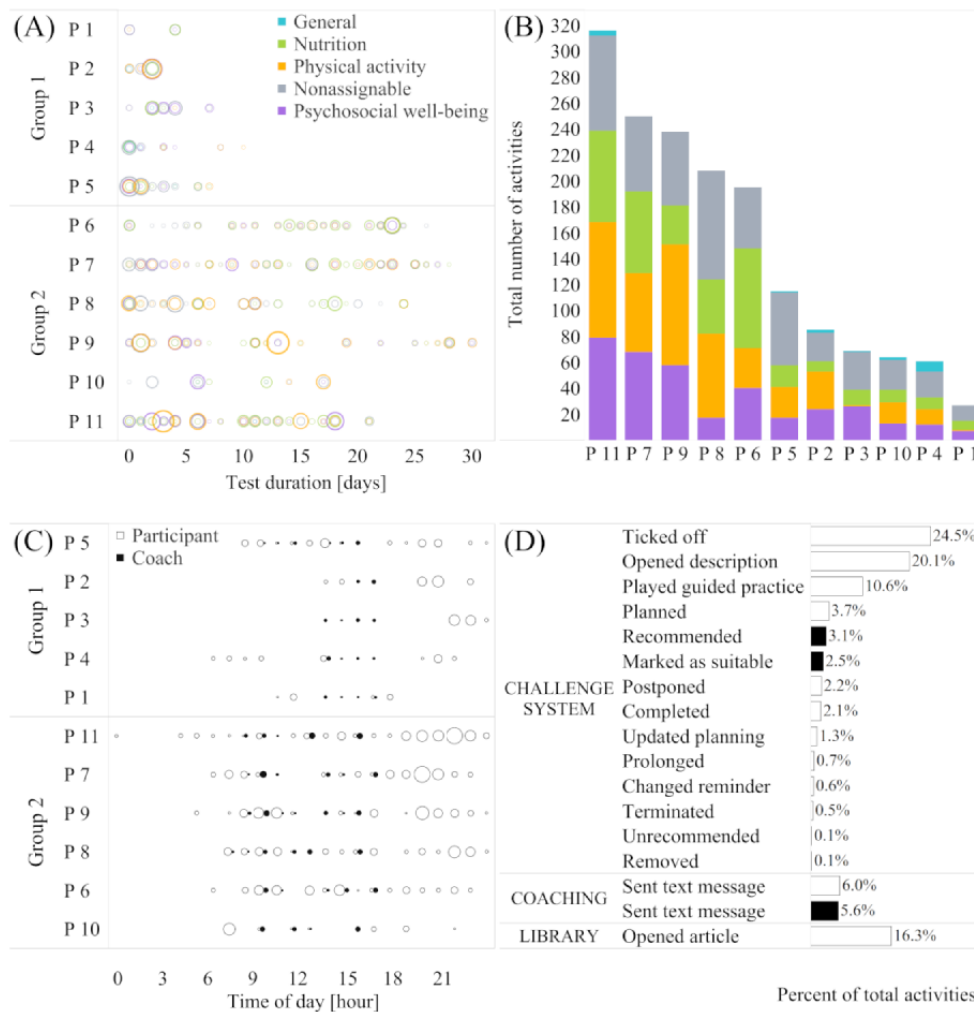 (A)
General
Nutrition
Physical activity
Nonassignable
Psychosocial well-being
Group 1
P 1
P 2
P 3
P 4
P 5
Group 2
P 6
P 7
P 8
P 9
P 10
P 11
0 5 10 15 20 25 30
Test duration [days]
(B)
Total number of activities
320
300
280
260
240
220
200
180
160
140
120
100
80
60
40
20
P 11 P 7 P 9 P 8 P 6 P 5 P 2 P 3 P 10 P 4 P 1
(C)
Participant
Coach
Group 1
P 5
P 2
P 3
P 4
P 1
Group 2
P 11
P 7
P 9
P 8
P 6
P 10
0 3 6 9 12 15 18 21
Time of day [hour]
(D)
CHALLENGE
SYSTEM
Ticked off 24.5%
Opened description 20.1%
Played guided practice 10.6%
Planned 3.7%
Recommended 3.1%
Marked as suitable 2.5%
Postponed 2.2%
Completed 2.1%
Updated planning 1.3%
Prolonged 0.7%
Changed reminder 0.6%
Terminated 0.5%
Unrecommended 0.1%
Removed 0.1%
COACHING
Sent text message 6.0%
Sent text message 5.6%
LIBRARY Opened article 16.3%
Percent of total activities